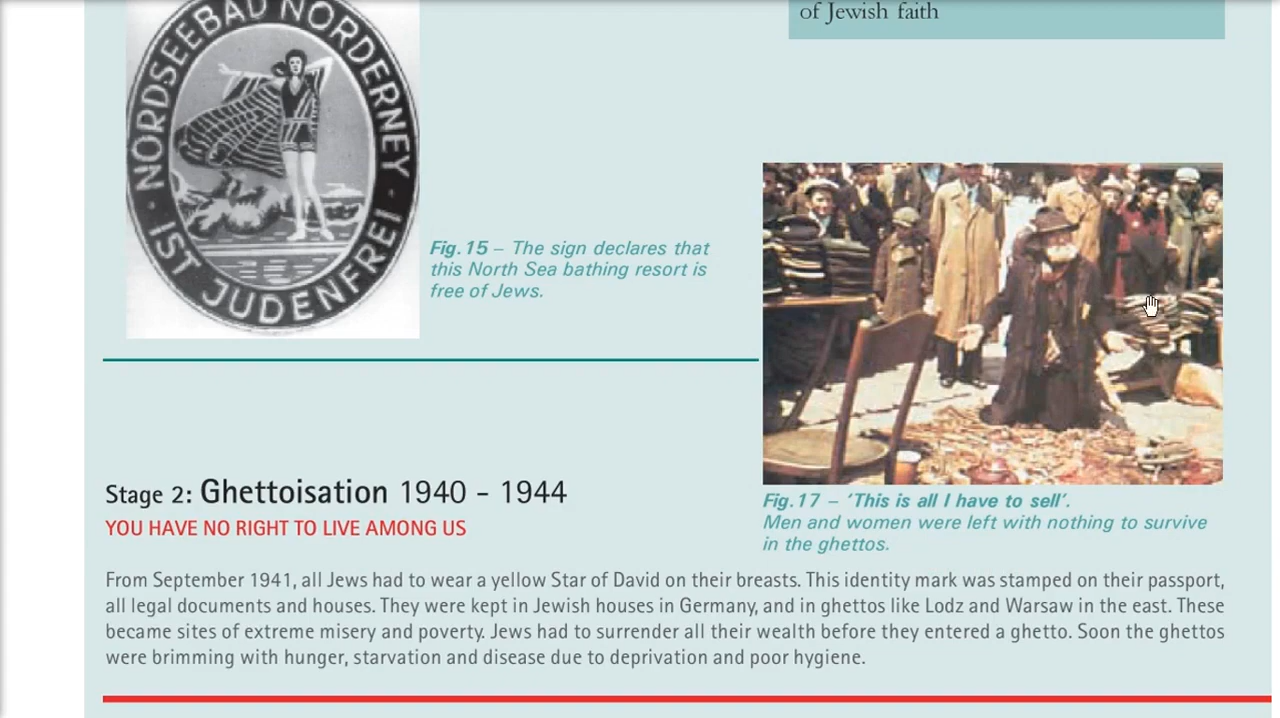 of Jewish faith
NORDSEEBAD NORDERNEY
· IST JUDENFREI ·
Fig.15 – The sign declares that
this North Sea bathing resort is
free of Jews.
Stage 2: Ghettoisation 1940 - 1944
YOU HAVE NO RIGHT TO LIVE AMONG US
Fig.17 – ‘This is all I have to sell’.
Men and women were left with nothing to survive
in the ghettos.
From September 1941, all Jews had to wear a yellow Star of David on their breasts. This identity mark was stamped on their passport,
all legal documents and houses. They were kept in Jewish houses in Germany, and in ghettos like Lodz and Warsaw in the east. These
became sites of extreme misery and poverty. Jews had to surrender all their wealth before they entered a ghetto. Soon the ghettos
were brimming with hunger, starvation and disease due to deprivation and poor hygiene.